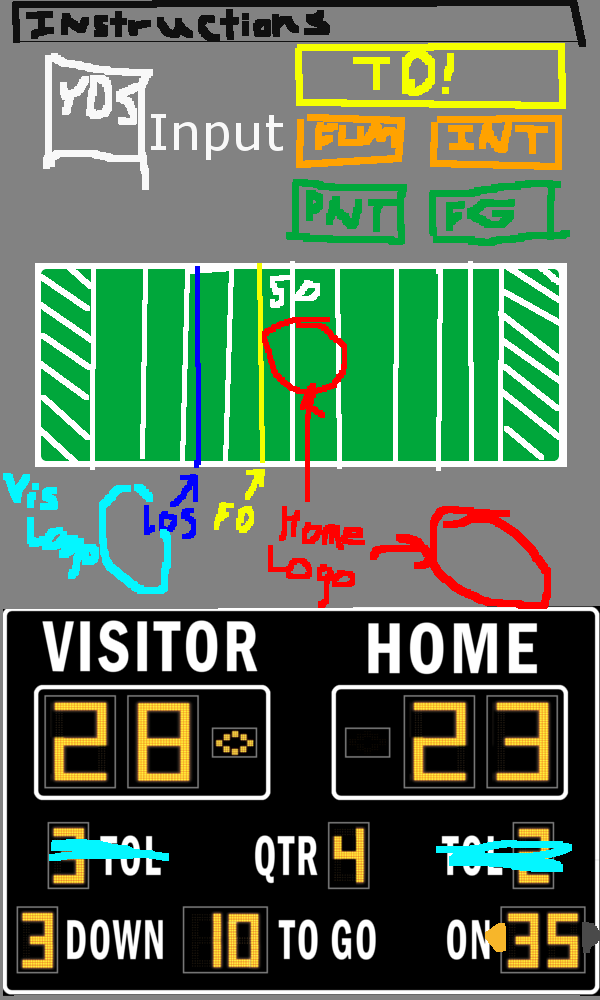 Instructions
YDS
Input
TD!
FUM
INT
PNT
FG
50
Vis
Logo
LOS
FD
Home
Logo
VISITOR
HOME
28
23
3 TOL
QTR 4
TOL 2
3 DOWN
10 TO GO
ON 35